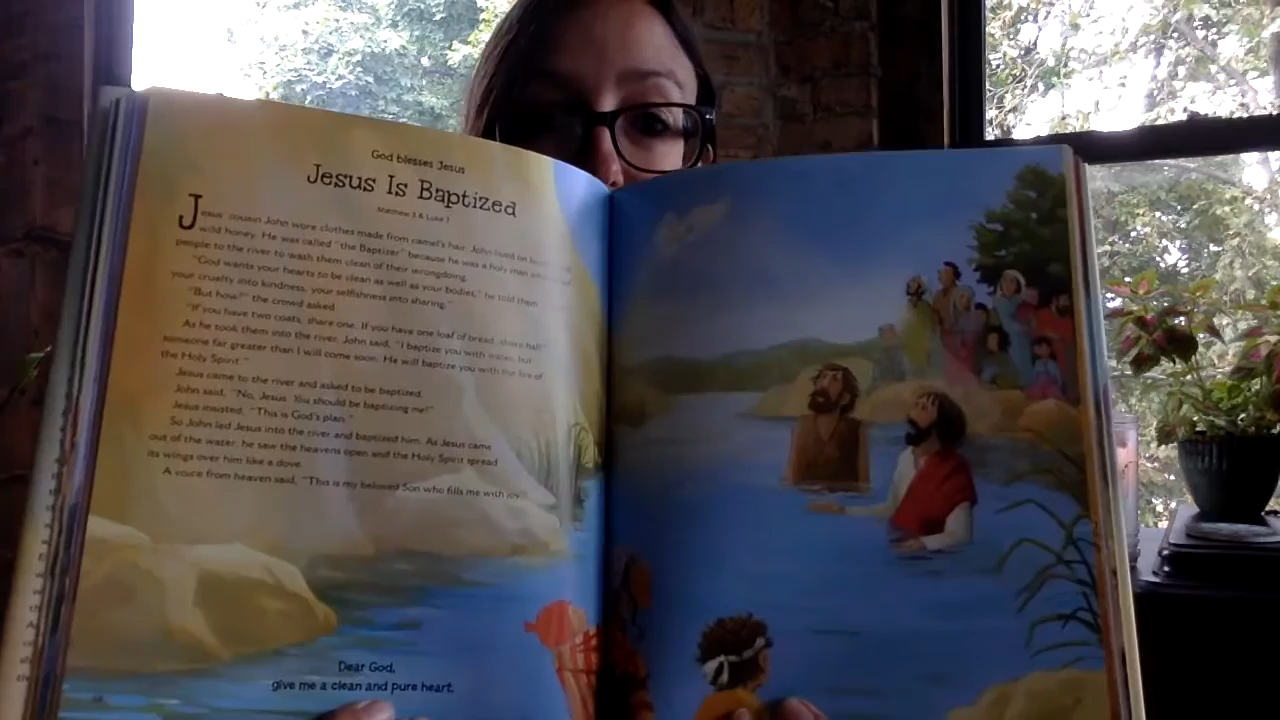 God blesses Jesus
Jesus Is Baptized
Matthew 3 & Luke 3
Jesus' cousin John wore clothes made from camel's hair. John lived on
wild honey. He was called "the Baptizer" because he was a holy man who
people to the river to wash them clean of their wrongdoing.
"God wants your hearts to be clean as well as your bodies," he told them
your cruelty into kindness, your selfishness into sharing."
"But how?" the crowd asked.
"If you have two coats, share one. If you have one loaf of bread, share half."
As he took them into the river, John said, "I baptize you with water, but
someone far greater than I will come soon. He will baptize you with the fire of
the Holy Spirit."
Jesus came to the river and asked to be baptized.
John said, "No, Jesus. You should be baptizing me!"
Jesus insisted, "This is God's plan."
So John led Jesus into the river and baptized him. As Jesus came
out of the water, he saw the heavens open and the Holy Spirit spread
its wings over him like a dove.
A voice from heaven said, "This is my beloved Son who fills me with joy."
Dear God,
give me a clean and pure heart.